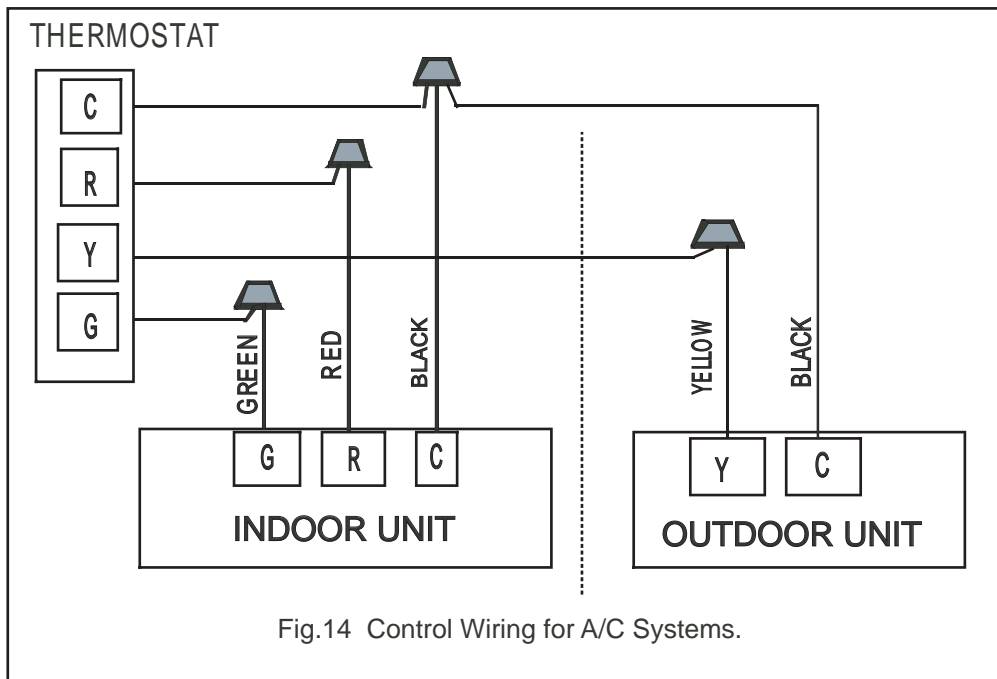 THERMOSTAT
C
R
Y
G
GREEN
RED
BLACK
YELLOW
BLACK
G R C
INDOOR UNIT
Y C
OUTDOOR UNIT
Fig.14 Control Wiring for A/C Systems.